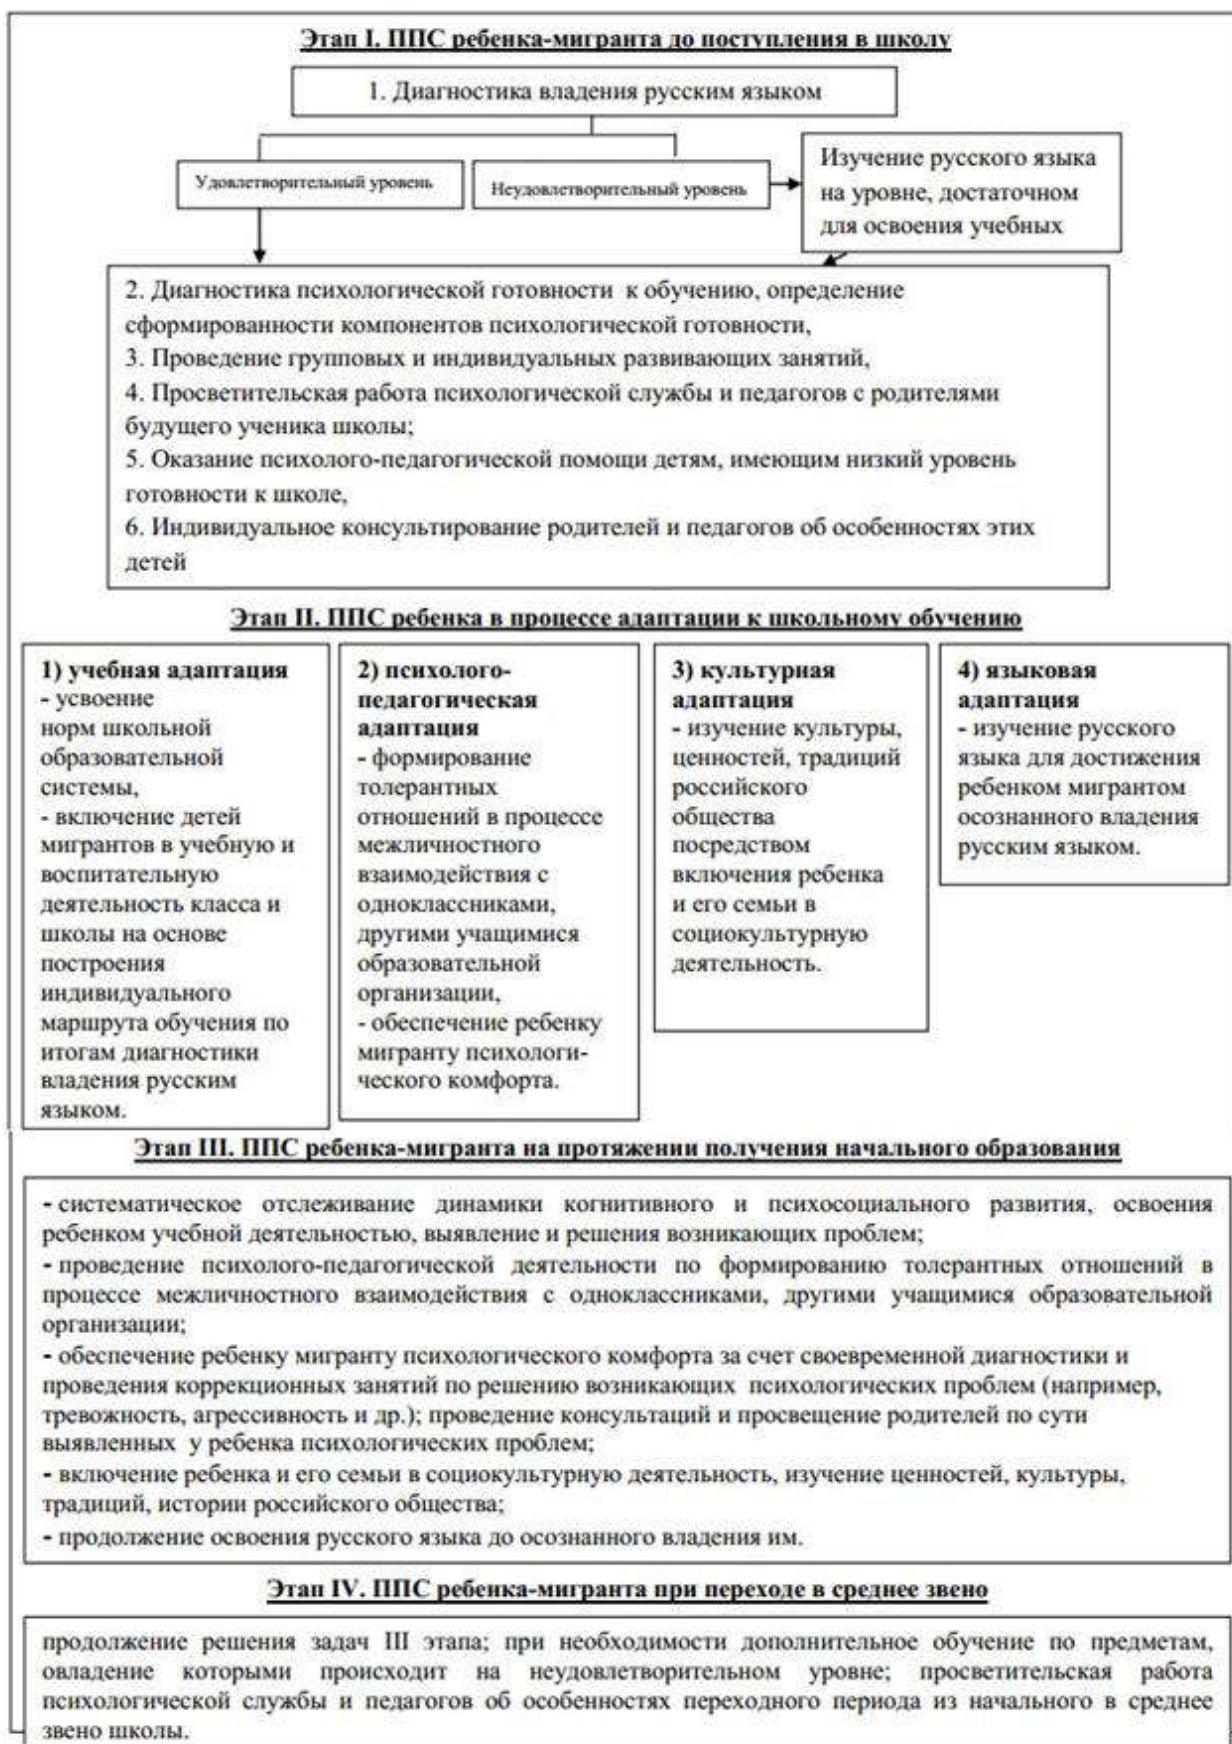 Этап I. ППС ребенка-мигранта до поступления в школу
1. Диагностика владения русским языком
Удовлетворительный уровень
Неудовлетворительный уровень
Изучение русского языка
на уровне, достаточном
для освоения учебных
2. Диагностика психологической готовности к обучению, определение
сформированности компонентов психологической готовности,
3. Проведение групповых и индивидуальных развивающих занятий,
4. Просветительская работа психологической службы и педагогов с родителями
будущего ученика школы;
5. Оказание психолого-педагогической помощи детям, имеющим низкий уровень
готовности к школе,
6. Индивидуальное консультирование родителей и педагогов об особенностях этих
детей
Этап II. ППС ребенка в процессе адаптации к школьному обучению
1) учебная адаптация
- усвоение
норм школьной
образовательной
системы,
- включение детей
мигрантов в учебную и
воспитательную
деятельность класса и
школы на основе
построения
индивидуального
маршрута обучения по
итогам диагностики
владения русским
языком.
2) психолого-
педагогическая
адаптация
- формирование
толерантных
отношений в процессе
межличностного
взаимодействия с
одноклассниками,
другими учащимися
образовательной
организации,
- обеспечение ребенку
мигранту психологи-
ческого комфорта.
3) культурная
адаптация
- изучение культуры,
ценностей, традиций
российского
общества
посредством
включения ребенка
и его семьи в
социокультурную
деятельность.
4) языковая
адаптация
- изучение русского
языка для достижения
ребенком мигрантом
осознанного владения
русским языком.
Этап III. ППС ребенка-мигранта на протяжении получения начального образования
- систематическое отслеживание динамики когнитивного и психосоциального развития, освоения
ребенком учебной деятельностью, выявление и решения возникающих проблем;
- проведение психолого-педагогической деятельности по формированию толерантных отношений в
процессе межличностного взаимодействия с одноклассниками, другими учащимися образовательной
организации;
- обеспечение ребенку мигранту психологического комфорта за счет своевременной диагностики и
проведения коррекционных занятий по решению возникающих психологических проблем (например,
тревожность, агрессивность и др.); проведение консультаций и просвещение родителей по сути
выявленных у ребенка психологических проблем;
- включение ребенка и его семьи в социокультурную деятельность, изучение ценностей, культуры,
традиций, истории российского общества;
- продолжение освоения русского языка до осознанного владения им.
Этап IV. ППС ребенка-мигранта при переходе в среднее звено
продолжение решения задач III этапа; при необходимости дополнительное обучение по предметам,
овладение которыми происходит на неудовлетворительном уровне; просветительская работа
психологической службы и педагогов об особенностях переходного периода из начального в среднее
звено школы.